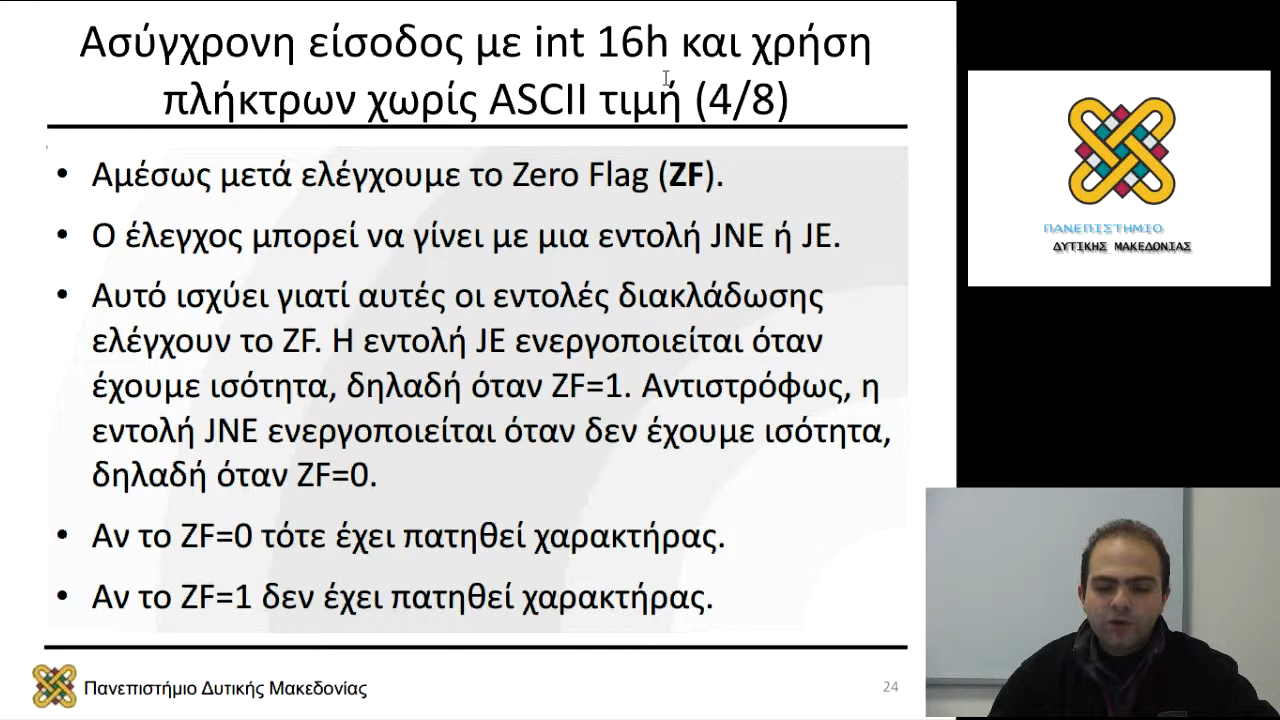 Ασύγχρονη είσοδος με int 16h και χρήση
πλήκτρων χωρίς ASCII τιμή (4/8)
• Αμέσως μετά ελέγχουμε το Zero Flag (ZF).
• Ο έλεγχος μπορεί να γίνει με μια εντολή JNE ή JE.
• Αυτό ισχύει γιατί αυτές οι εντολές διακλάδωσης
ελέγχουν το ZF. Η εντολή JE ενεργοποιείται όταν
έχουμε ισότητα, δηλαδή όταν ZF=1. Αντιστρόφως, η
εντολή JNE ενεργοποιείται όταν δεν έχουμε ισότητα,
δηλαδή όταν ZF=0.
• Αν το ZF=0 τότε έχει πατηθεί χαρακτήρας.
• Αν το ZF=1 δεν έχει πατηθεί χαρακτήρας.
Πανεπιστήμιο Δυτικής Μακεδονίας
24
ΠΑΝΕΠΙΣΤΗΜΙΟ
ΔΥΤΙΚΗΣ ΜΑΚΕΔΟΝΙΑΣ